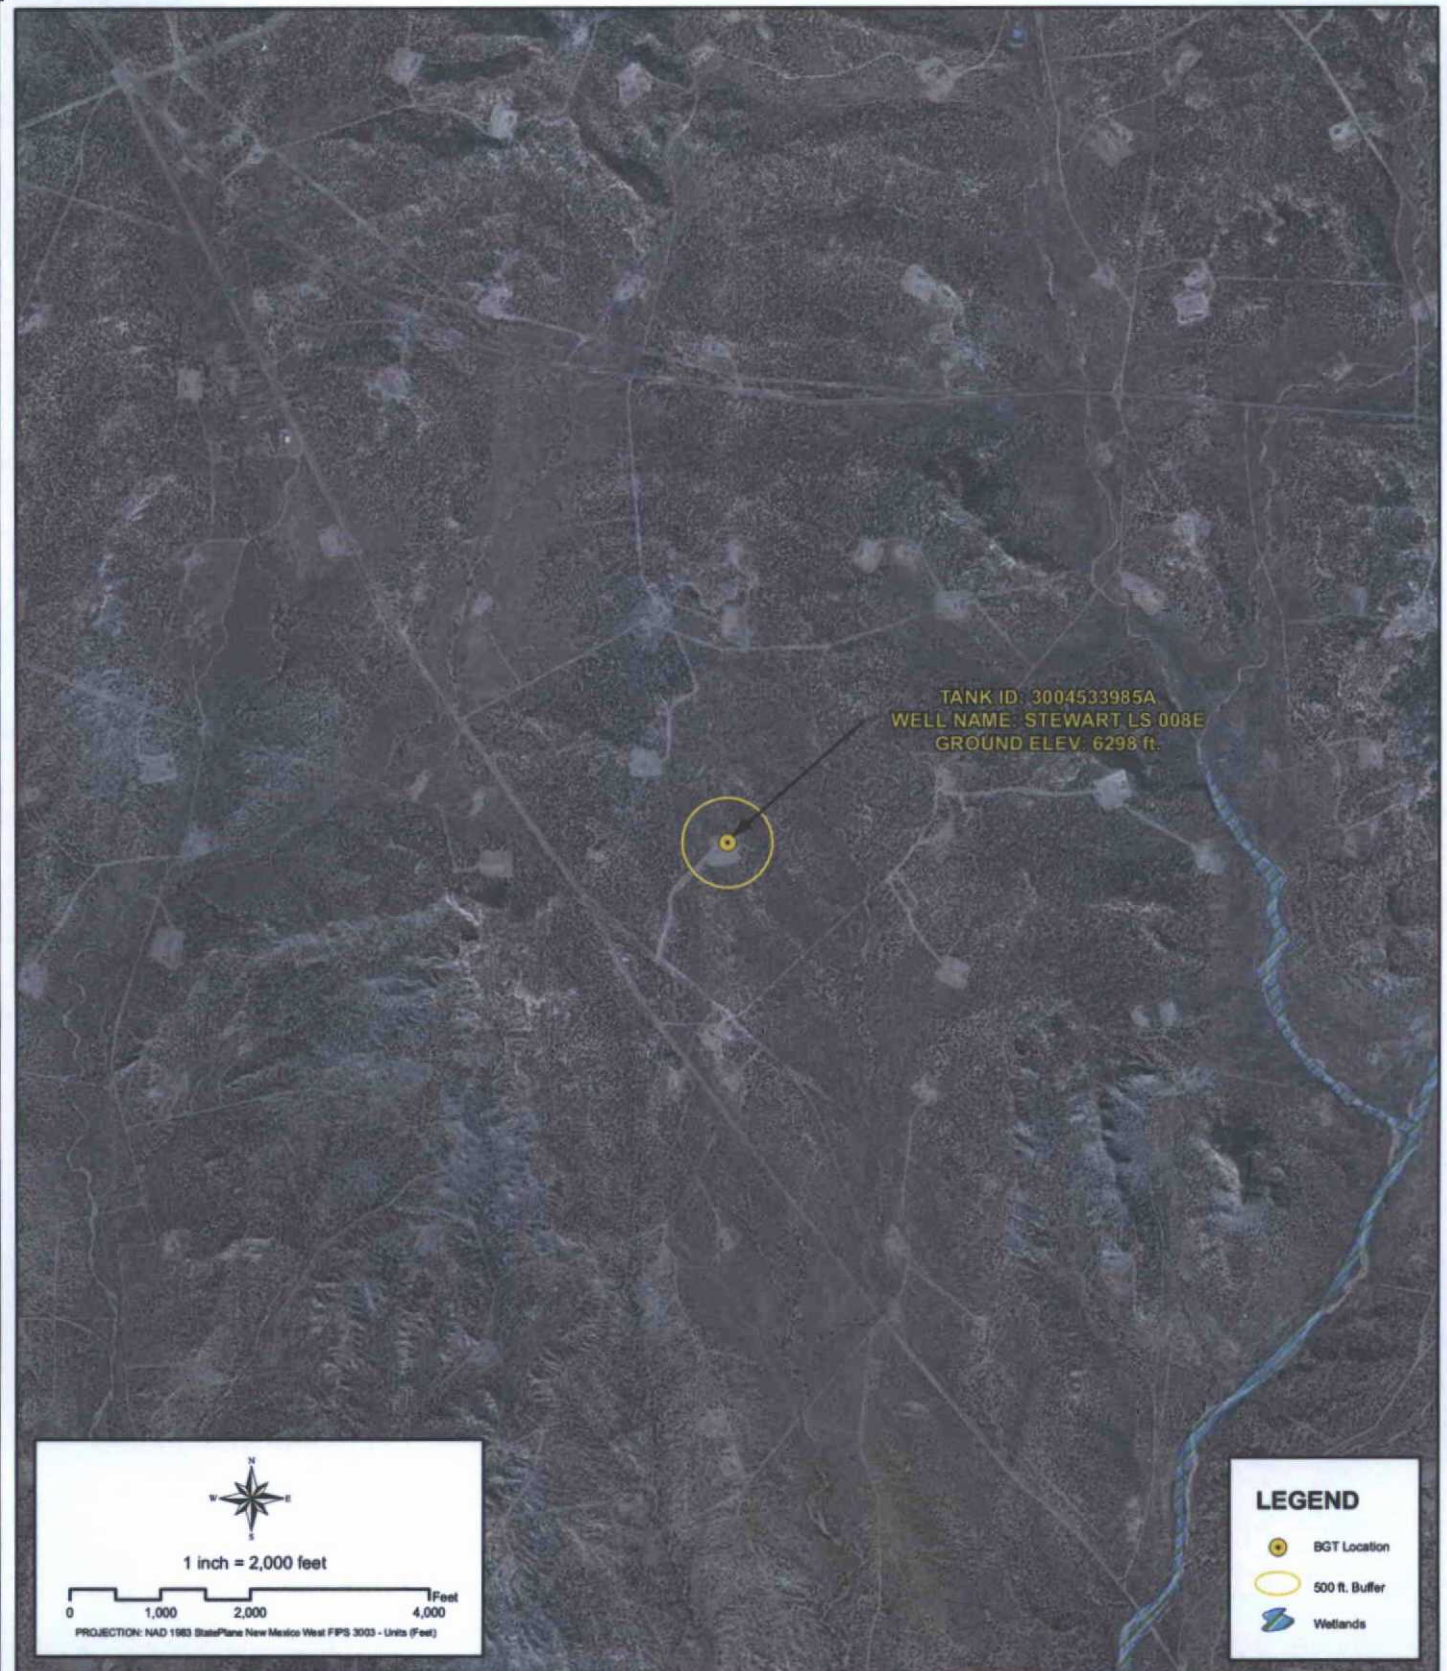 TANK ID: 3004533985A
WELL NAME: STEWART LS 008E
GROUND ELEV: 6298 ft.
N
W E
S
1 inch = 2,000 feet
Feet
0 1,000 2,000 4,000
PROJECTION: NAD 1983 StatePlane New Mexico West FIPS 3003 - Units (Feet)
LEGEND
BGT Location
500 ft. Buffer
Wetlands